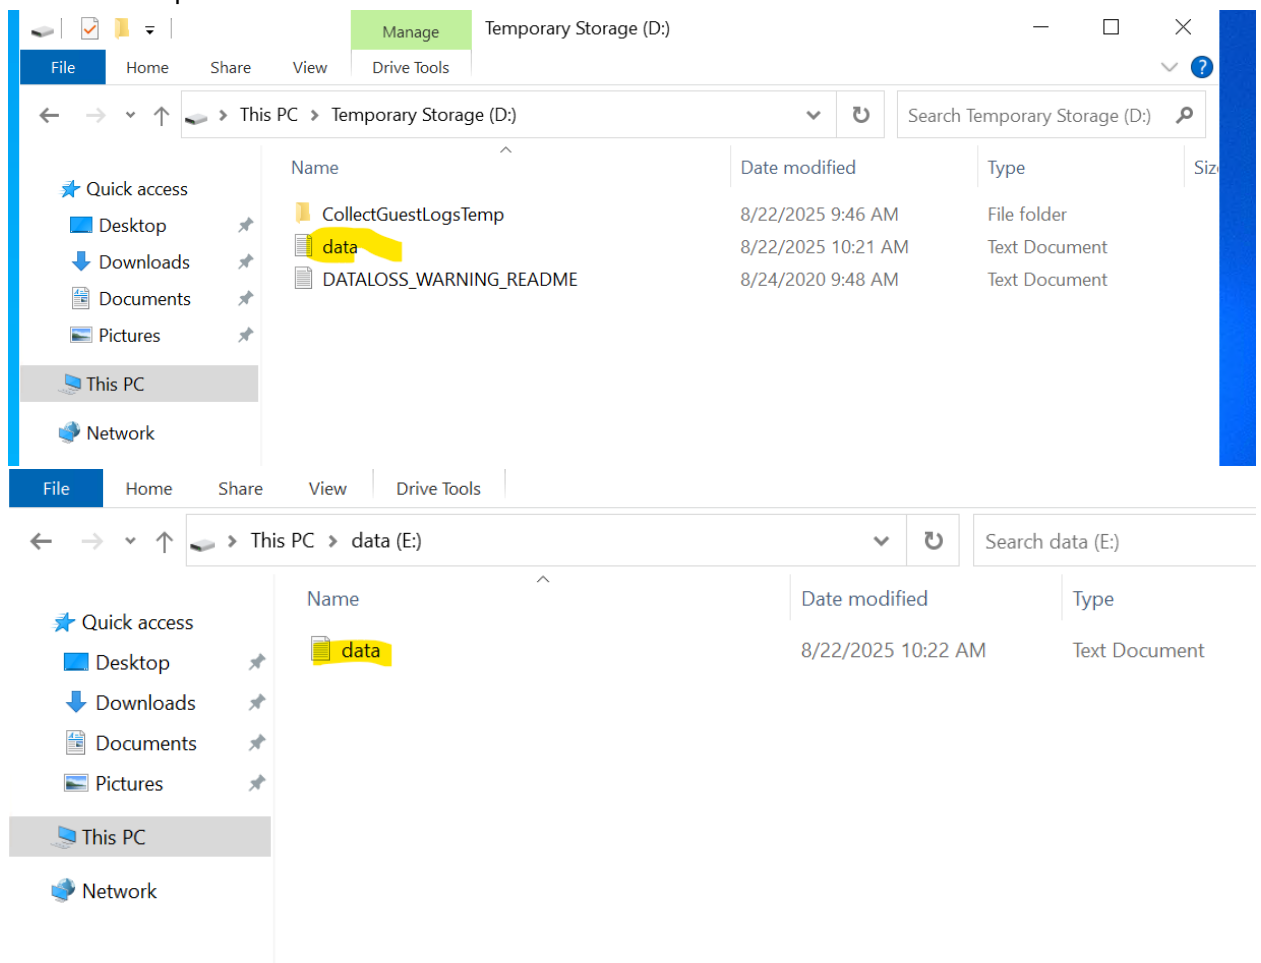 Manage Temporary Storage (D:)
File Home Share View Drive Tools
This PC > Temporary Storage (D:) Search Temporary Storage (D:)
Name Date modified Type Siz
Quick access
CollectGuestLogsTemp 8/22/2025 9:46 AM File folder
Desktop
data 8/22/2025 10:21 AM Text Document
Downloads
DATALOSS_WARNING_README 8/24/2020 9:48 AM Text Document
Documents
Pictures
This PC
Network
File Home Share View Drive Tools
This PC > data (E:) Search data (E:)
Name Date modified Type
Quick access
data 8/22/2025 10:22 AM Text Document
Desktop
Downloads
Documents
Pictures
This PC
Network